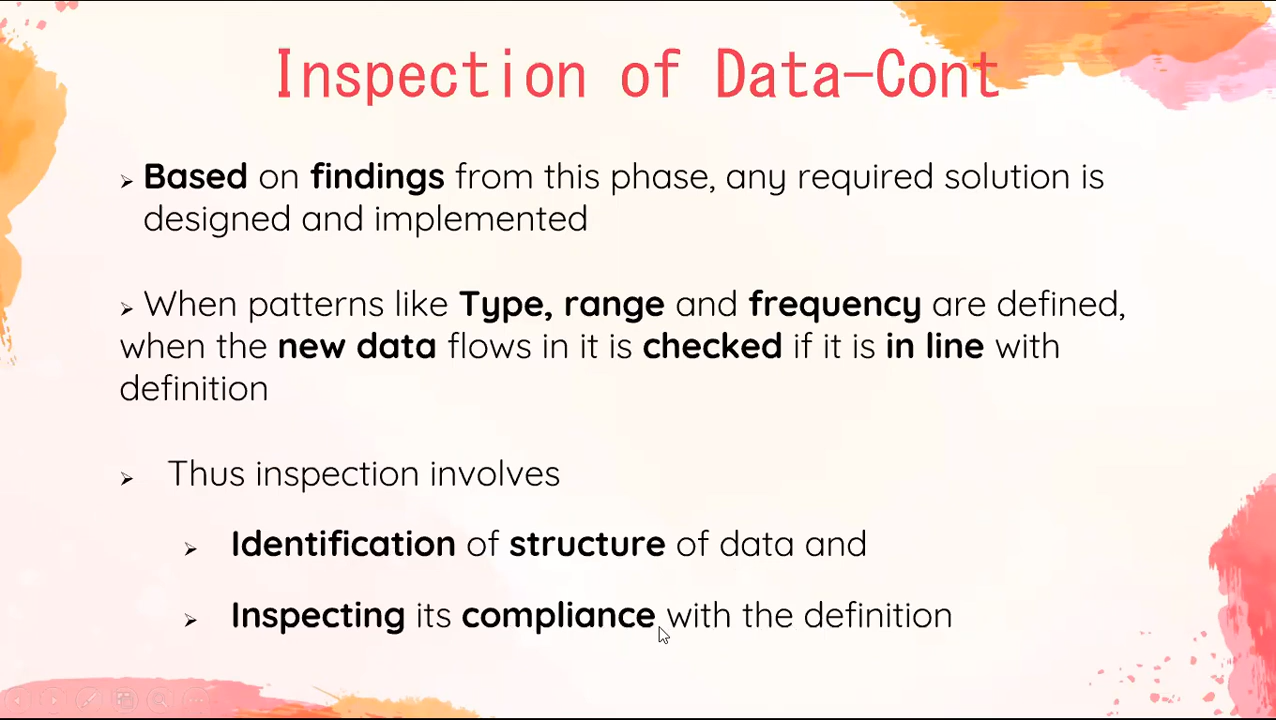 Inspection of Data-Cont
Based on findings from this phase, any required solution is
designed and implemented
When patterns like Type, range and frequency are defined,
when the new data flows in it is checked if it is in line with
definition
Thus inspection involves
Identification of structure of data and
Inspecting its compliance with the definition